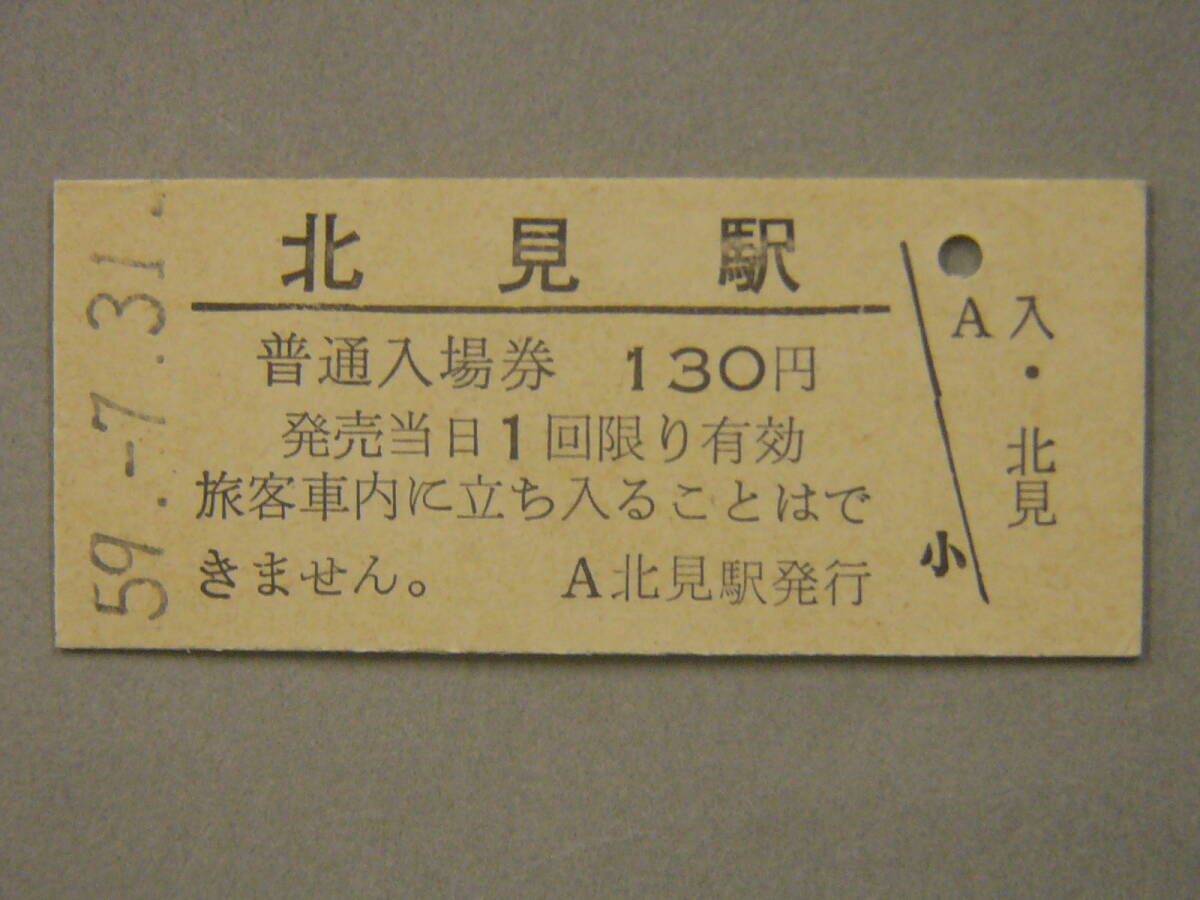 59.-7.31
北見駅
普通入場券 130円
発売当日1回限り有効
旅客車内に立ち入ることはで
きません。 A北見駅発行
小
A
入・北見